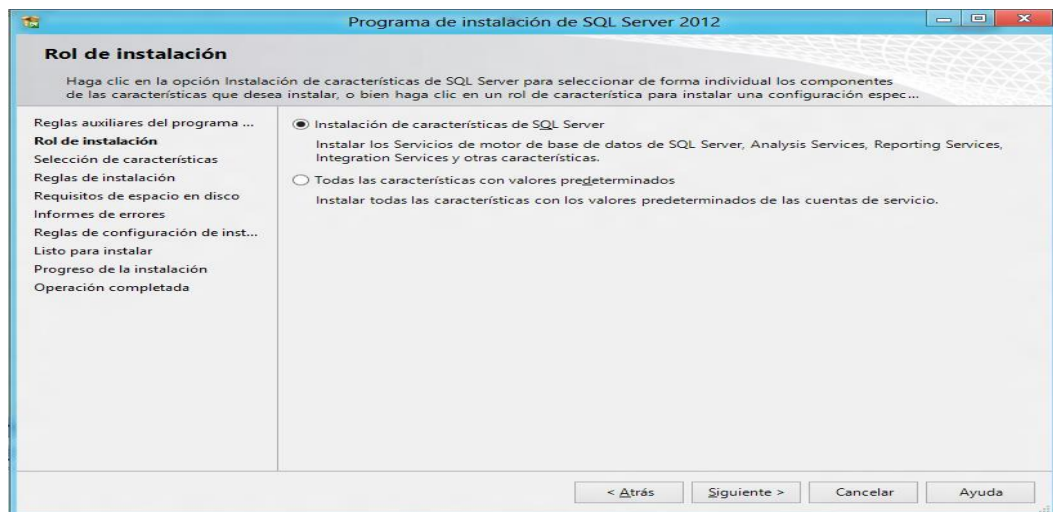 Programa de instalación de SQL Server 2012
Rol de instalación
Haga clic en la opción Instalación de características de SQL Server para seleccionar de forma individual los componentes
de las características que desea instalar, o bien haga clic en un rol de característica para instalar una configuración espec...
Reglas auxiliares del programa ...
Rol de instalación
Selección de características
Reglas de instalación
Requisitos de espacio en disco
Informes de errores
Reglas de configuración de inst...
Listo para instalar
Progreso de la instalación
Operación completada
Instalación de características de SQL Server
Instalar los Servicios de motor de base de datos de SQL Server, Analysis Services, Reporting Services,
Integration Services y otras características.
Todas las características con valores predeterminados
Instalar todas las características con los valores predeterminados de las cuentas de servicio.
< Atrás
Siguiente >
Cancelar
Ayuda